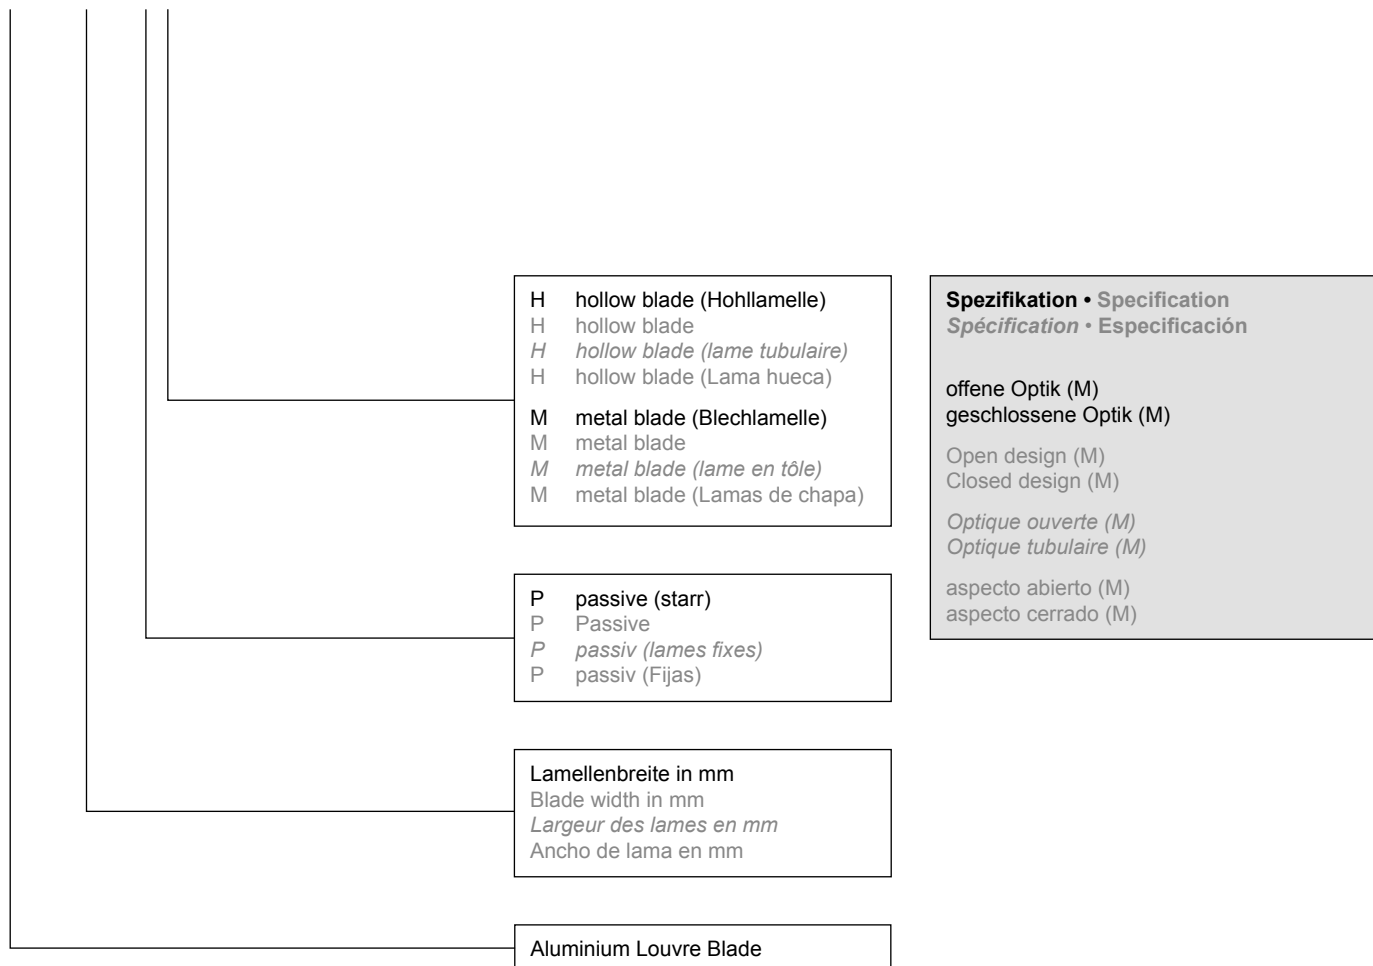 H hollow blade (Hohllamelle)
H hollow blade
H hollow blade (lame tubulaire)
H hollow blade (Lama hueca)
M metal blade (Blechlamelle)
M metal blade
M metal blade (lame en tôle)
M metal blade (Lamas de chapa)
Spezifikation • Specification
Spécification • Especificación
offene Optik (M)
geschlossene Optik (M)
Open design (M)
Closed design (M)
Optique ouverte (M)
Optique tubulaire (M)
aspecto abierto (M)
aspecto cerrado (M)
P passive (starr)
P Passive
P passiv (lames fixes)
P passiv (Fijas)
Lamellenbreite in mm
Blade width in mm
Largeur des lames en mm
Ancho de lama en mm
Aluminium Louvre Blade